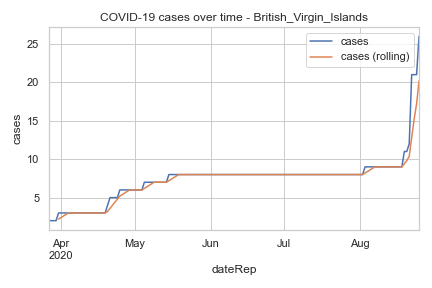 COVID-19 cases over time - British_Virgin_Islands
cases
cases (rolling)
25
20
15
10
5
cases
Apr May Jun Jul Aug
2020
dateRep